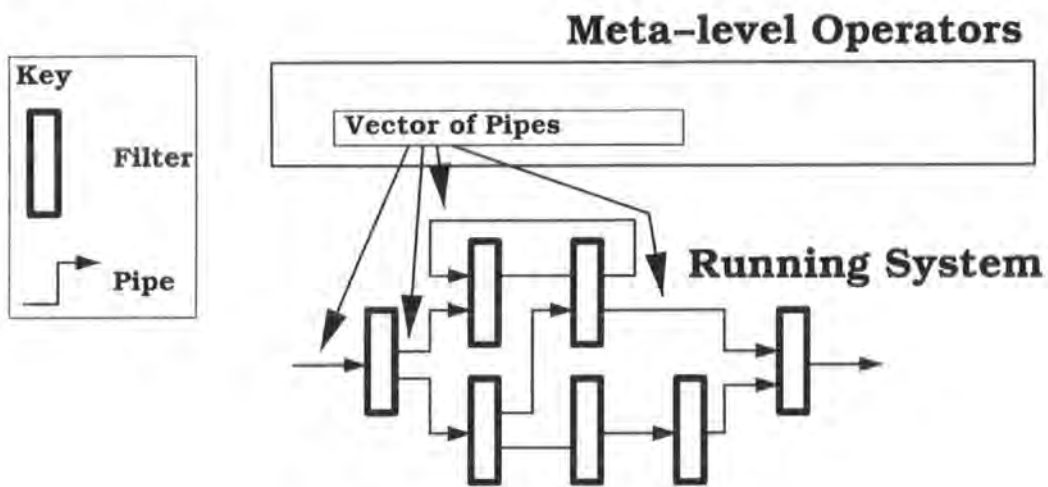 Meta-level Operators
Key
Filter
Pipe
Vector of Pipes
Running System